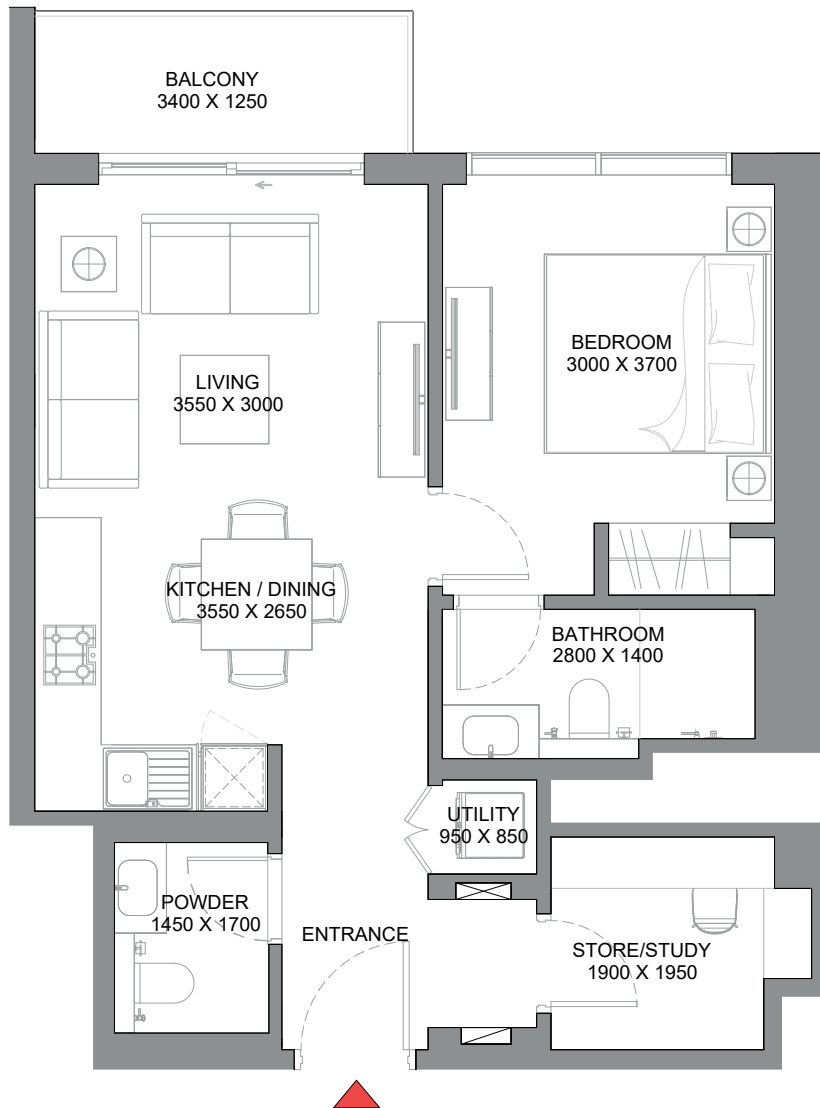 BALCONY
3400 X 1250
BEDROOM
3000 X 3700
LIVING
3550 X 3000
KITCHEN / DINING
3550 X 2650
BATHROOM
2800 X 1400
UTILITY
950 X 850
POWDER
1450 X 1700
ENTRANCE
STORE/STUDY
1900 X 1950